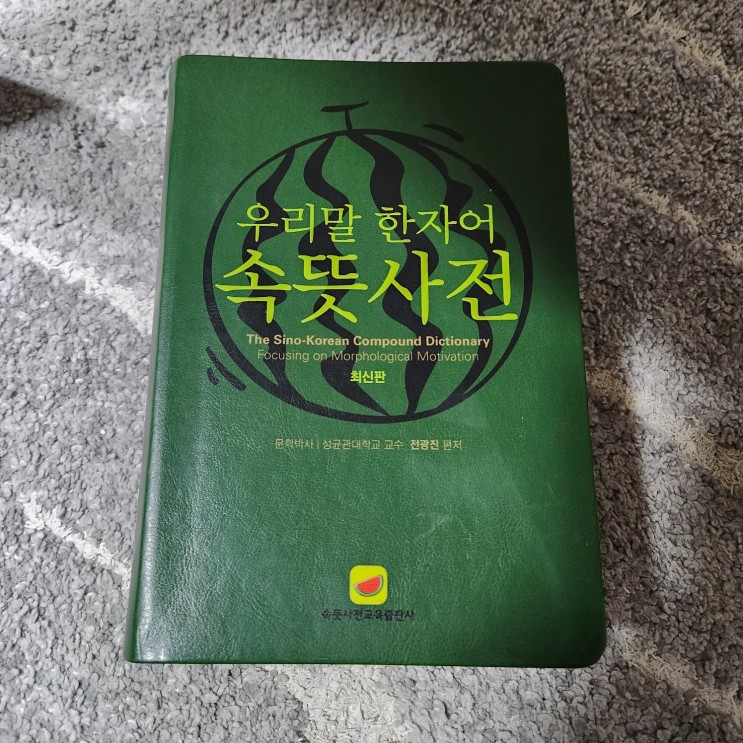 우리말 한자어
속뜻사전
The Sino-Korean Compound Dictionary
Focusing on Morphological Motivation
최신판
문학박사 | 성균관대학교 교수 전광진 편저
속뜻사전교육출판사